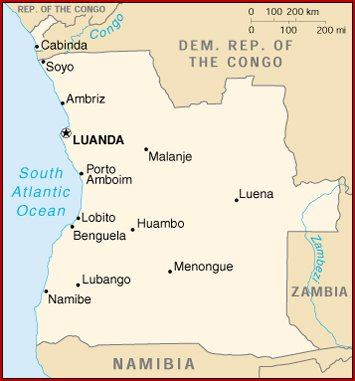 REP. OF THE CONGO
0 100 200 km
0 100 200 mi
Congo
Cabinda
DEM. REP. OF
THE CONGO
Soyo
Ambriz
LUANDA
Malanje
Porto
Amboim
South
Atlantic
Ocean
Luena
Lobito
Huambo
Benguela
Zambezi
Menongue
Lubango
Namibe
ZAMBIA
NAMIBIA